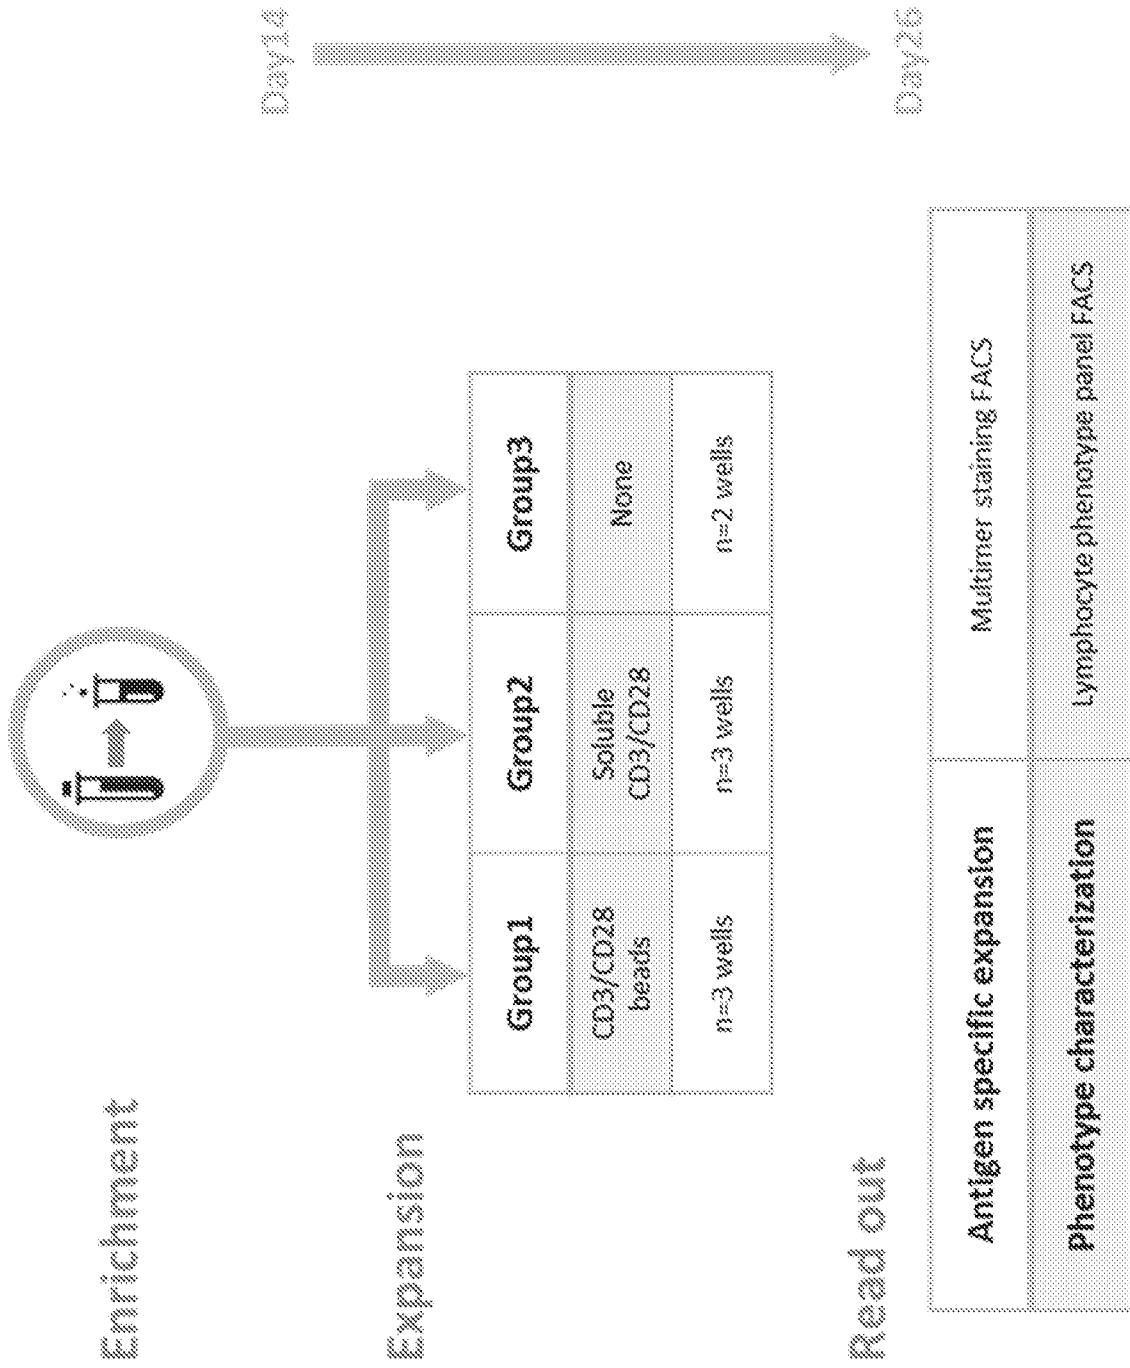 Enrichment
Day14
Expansion
Group1
Group2
Group3
CD3/CD28
beads
Soluble
CD3/CD28
None
n=3 wells
n=3 wells
n=2 wells
Read out
Day26
Antigen specific expansion
Multimer staining FACS
Phenotype characterization
Lymphocyte phenotype panel FACS